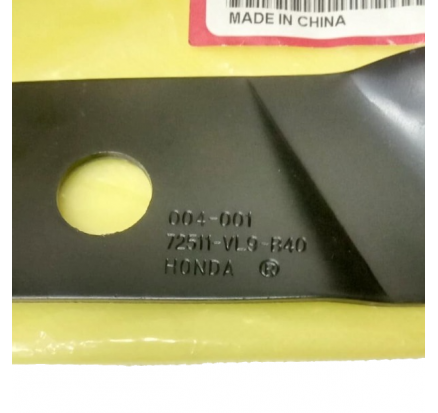 MADE IN CHINA
004-001
72511-VL9-B40
HONDA ®